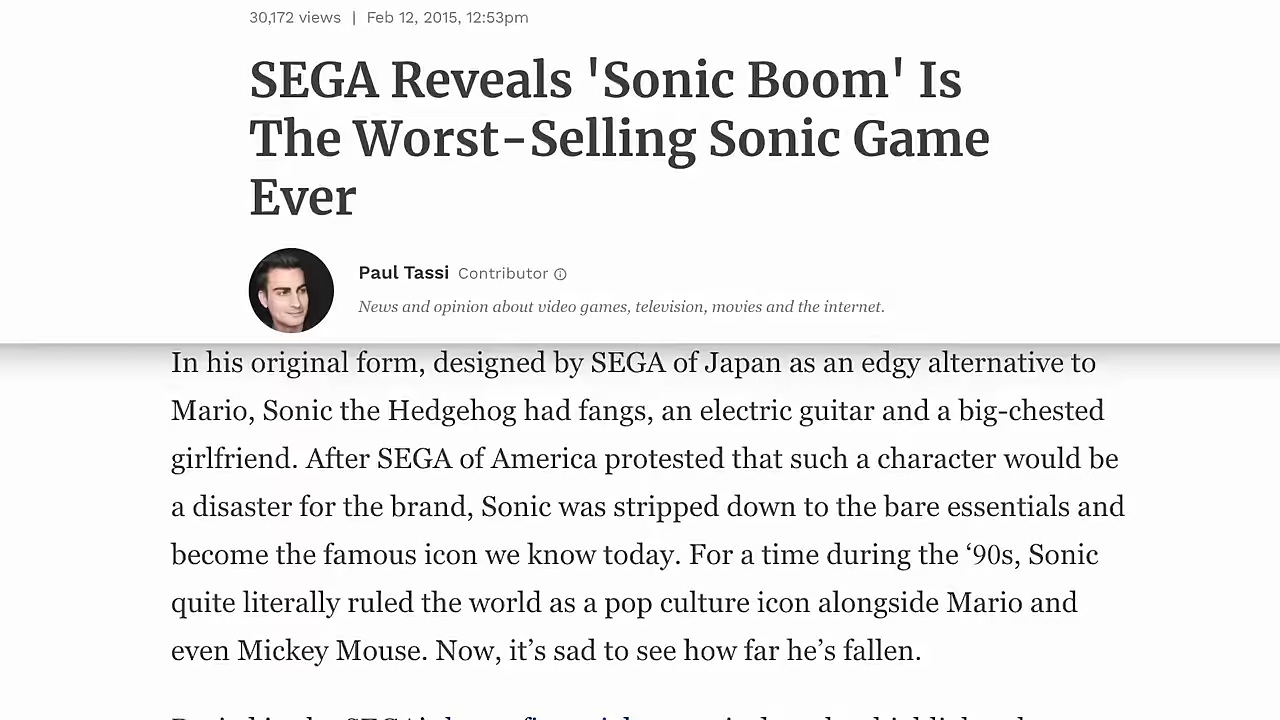 30,172 views | Feb 12, 2015, 12:53pm
SEGA Reveals 'Sonic Boom' Is
The Worst-Selling Sonic Game
Ever
Paul Tassi Contributor ⓘ
News and opinion about video games, television, movies and the internet.
In his original form, designed by SEGA of Japan as an edgy alternative to
Mario, Sonic the Hedgehog had fangs, an electric guitar and a big-chested
girlfriend. After SEGA of America protested that such a character would be
a disaster for the brand, Sonic was stripped down to the bare essentials and
become the famous icon we know today. For a time during the ‘90s, Sonic
quite literally ruled the world as a pop culture icon alongside Mario and
even Mickey Mouse. Now, it’s sad to see how far he’s fallen.